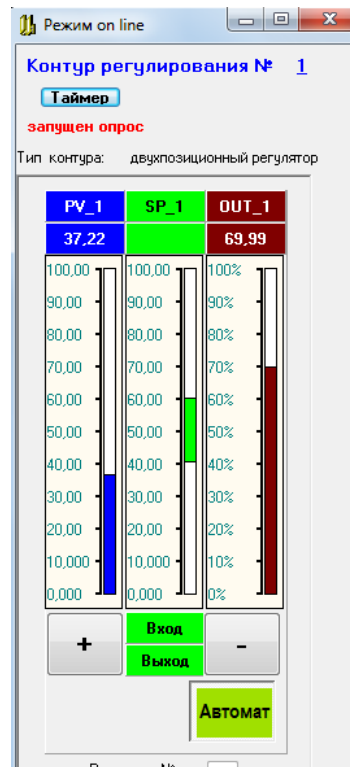 Режим on line
Контур регулирования № 1
Таймер
запущен опрос
Тип контура: двухпозиционный регулятор
PV_1 SP_1 OUT_1
37,22 69,99
100,00 100,00 100%
90,00 90,00 90%
80,00 80,00 80%
70,00 70,00 70%
60,00 60,00 60%
50,00 50,00 50%
40,00 40,00 40%
30,00 30,00 30%
20,00 20,00 20%
10,000 10,000 10%
0,000 0,000 0%
+ Вход -
Выход
Автомат